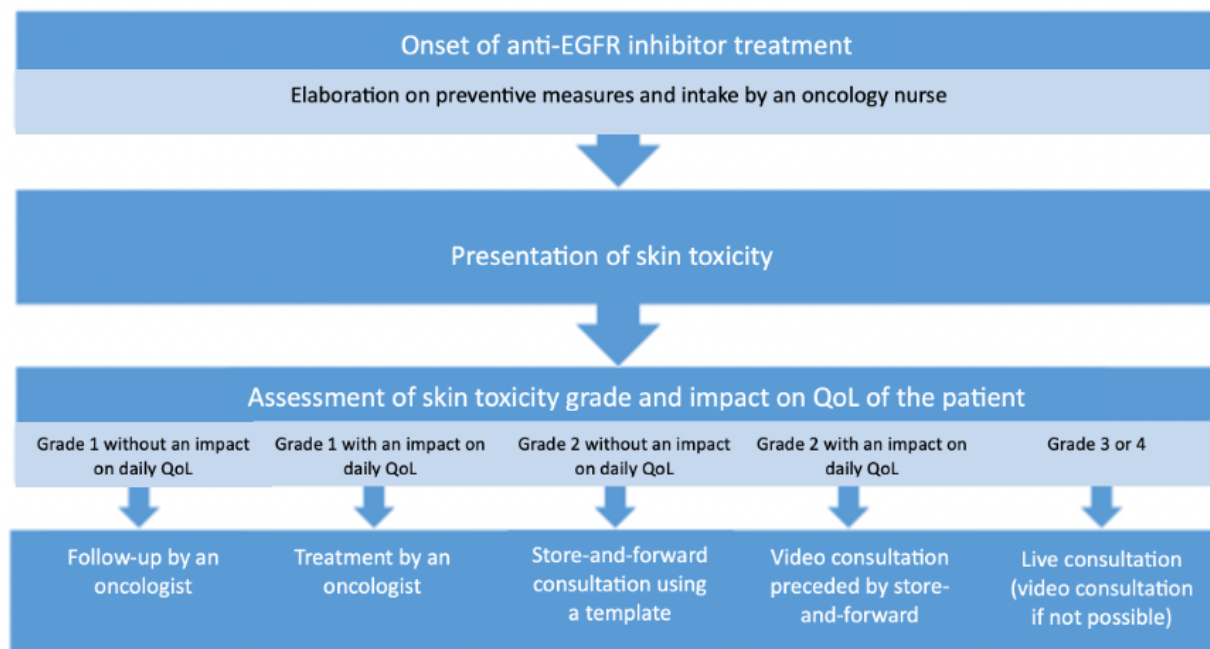 Onset of anti-EGFR inhibitor treatment
Elaboration on preventive measures and intake by an oncology nurse
Presentation of skin toxicity
Assessment of skin toxicity grade and impact on QoL of the patient
Grade 1 without an impact
on daily QoL
Grade 1 with an impact on
daily QoL
Grade 2 without an impact
on daily QoL
Grade 2 with an impact on
daily QoL
Grade 3 or 4
Follow-up by an
oncologist
Treatment by an
oncologist
Store-and-forward
consultation using
a template
Video consultation
preceded by store-
and-forward
Live consultation
(video consultation
if not possible)